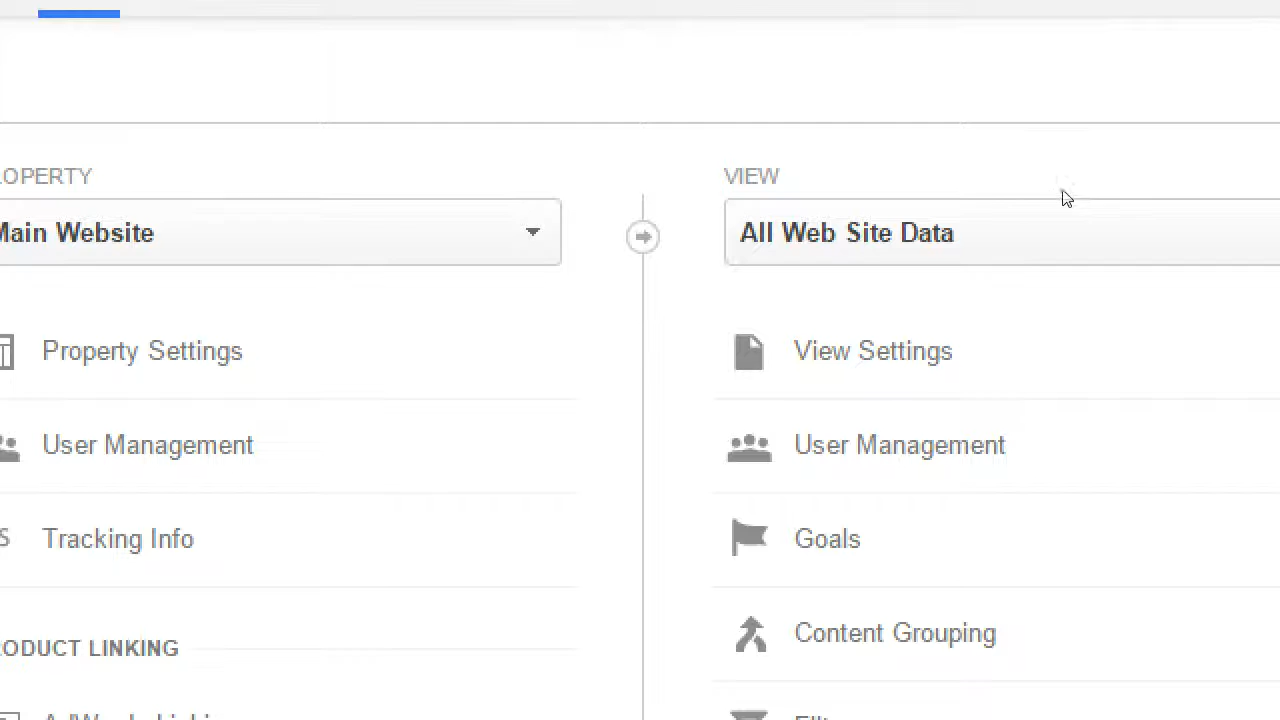 OPERTY
Main Website
Property Settings
User Management
Tracking Info
ODUCT LINKING
VIEW
All Web Site Data
View Settings
User Management
Goals
Content Grouping